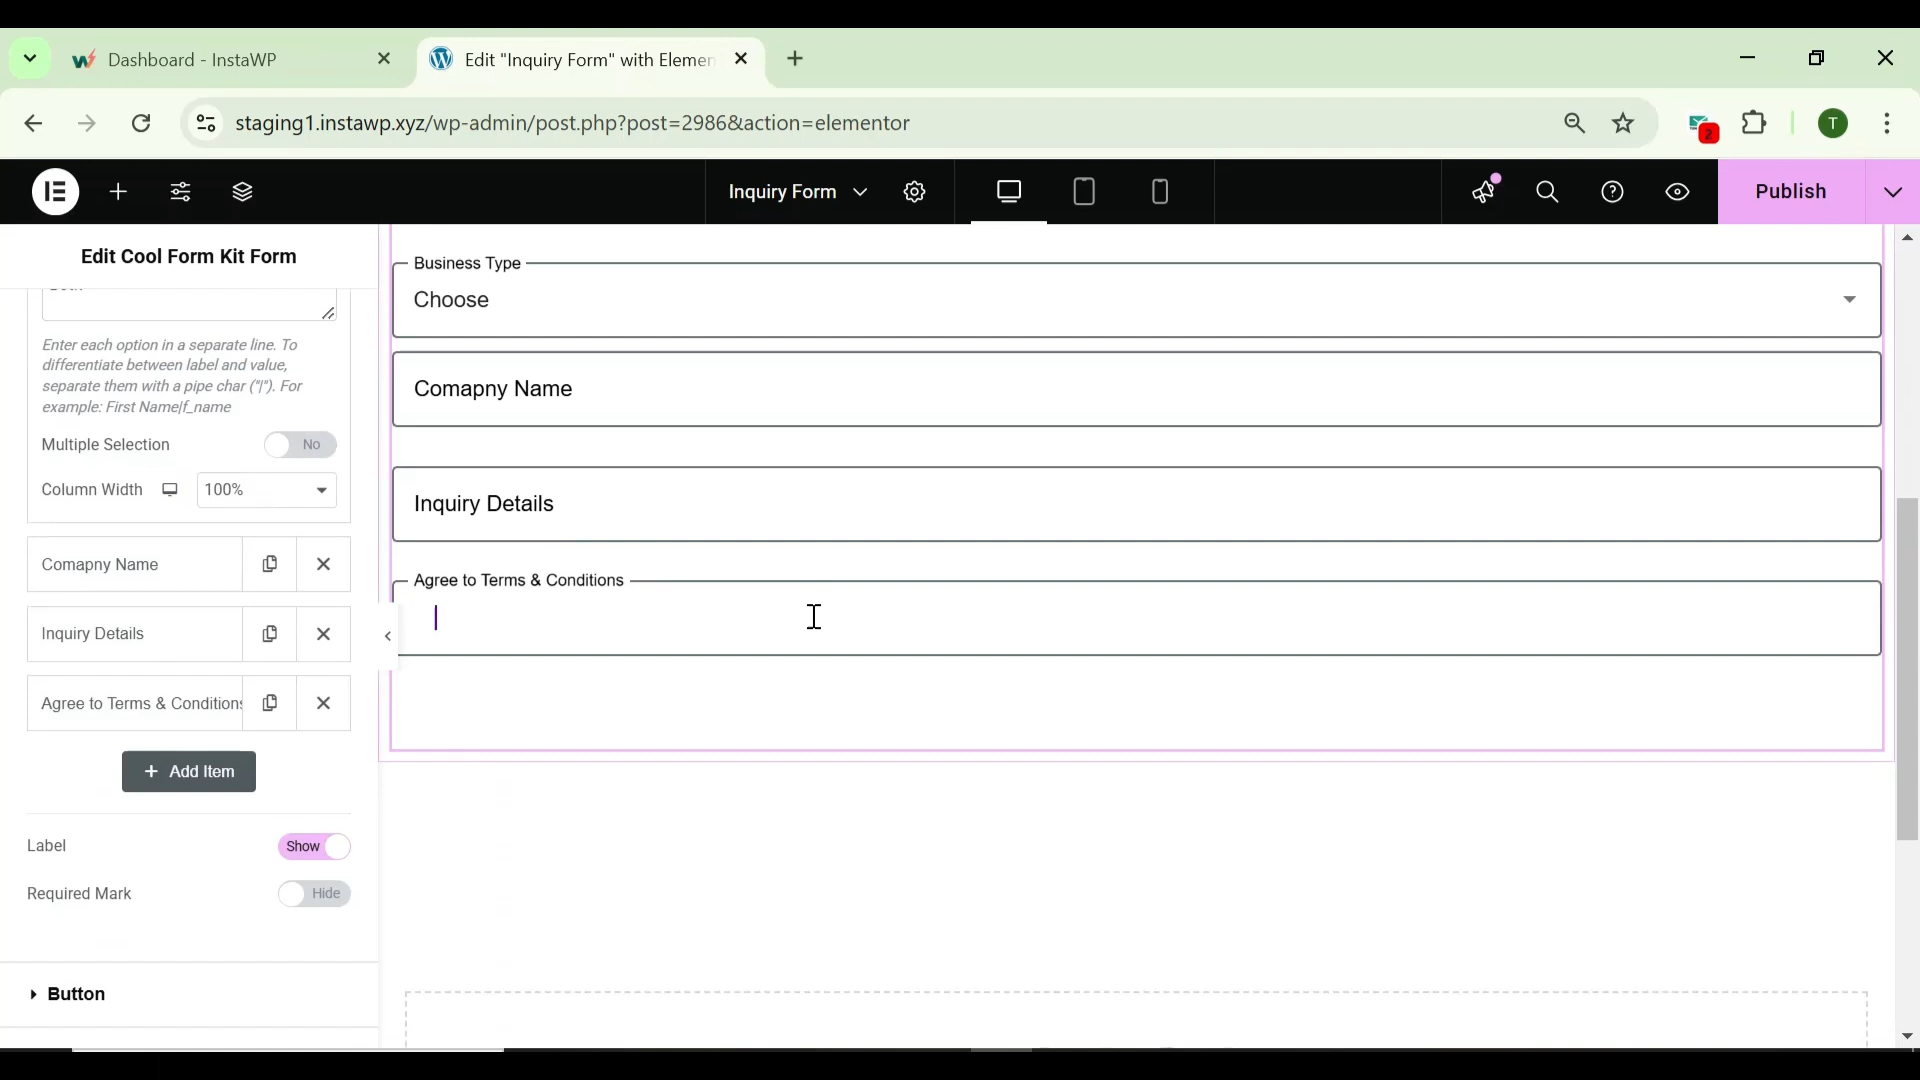 Dashboard - InstaWP
Edit "Inquiry Form" with Elemen
staging1.instawp.xyz/wp-admin/post.php?post=2986&action=elementor
2
T
Inquiry Form
Publish
Edit Cool Form Kit Form
Enter each option in a separate line. To
differentiate between label and value,
separate them with a pipe char ("|"). For
example: First Name|f_name
Multiple Selection
No
Column Width
100%
Comapny Name
Inquiry Details
Agree to Terms & Conditions
+ Add Item
Label
Show
Required Mark
Hide
Button
Business Type
Choose
Comapny Name
Inquiry Details
Agree to Terms & Conditions